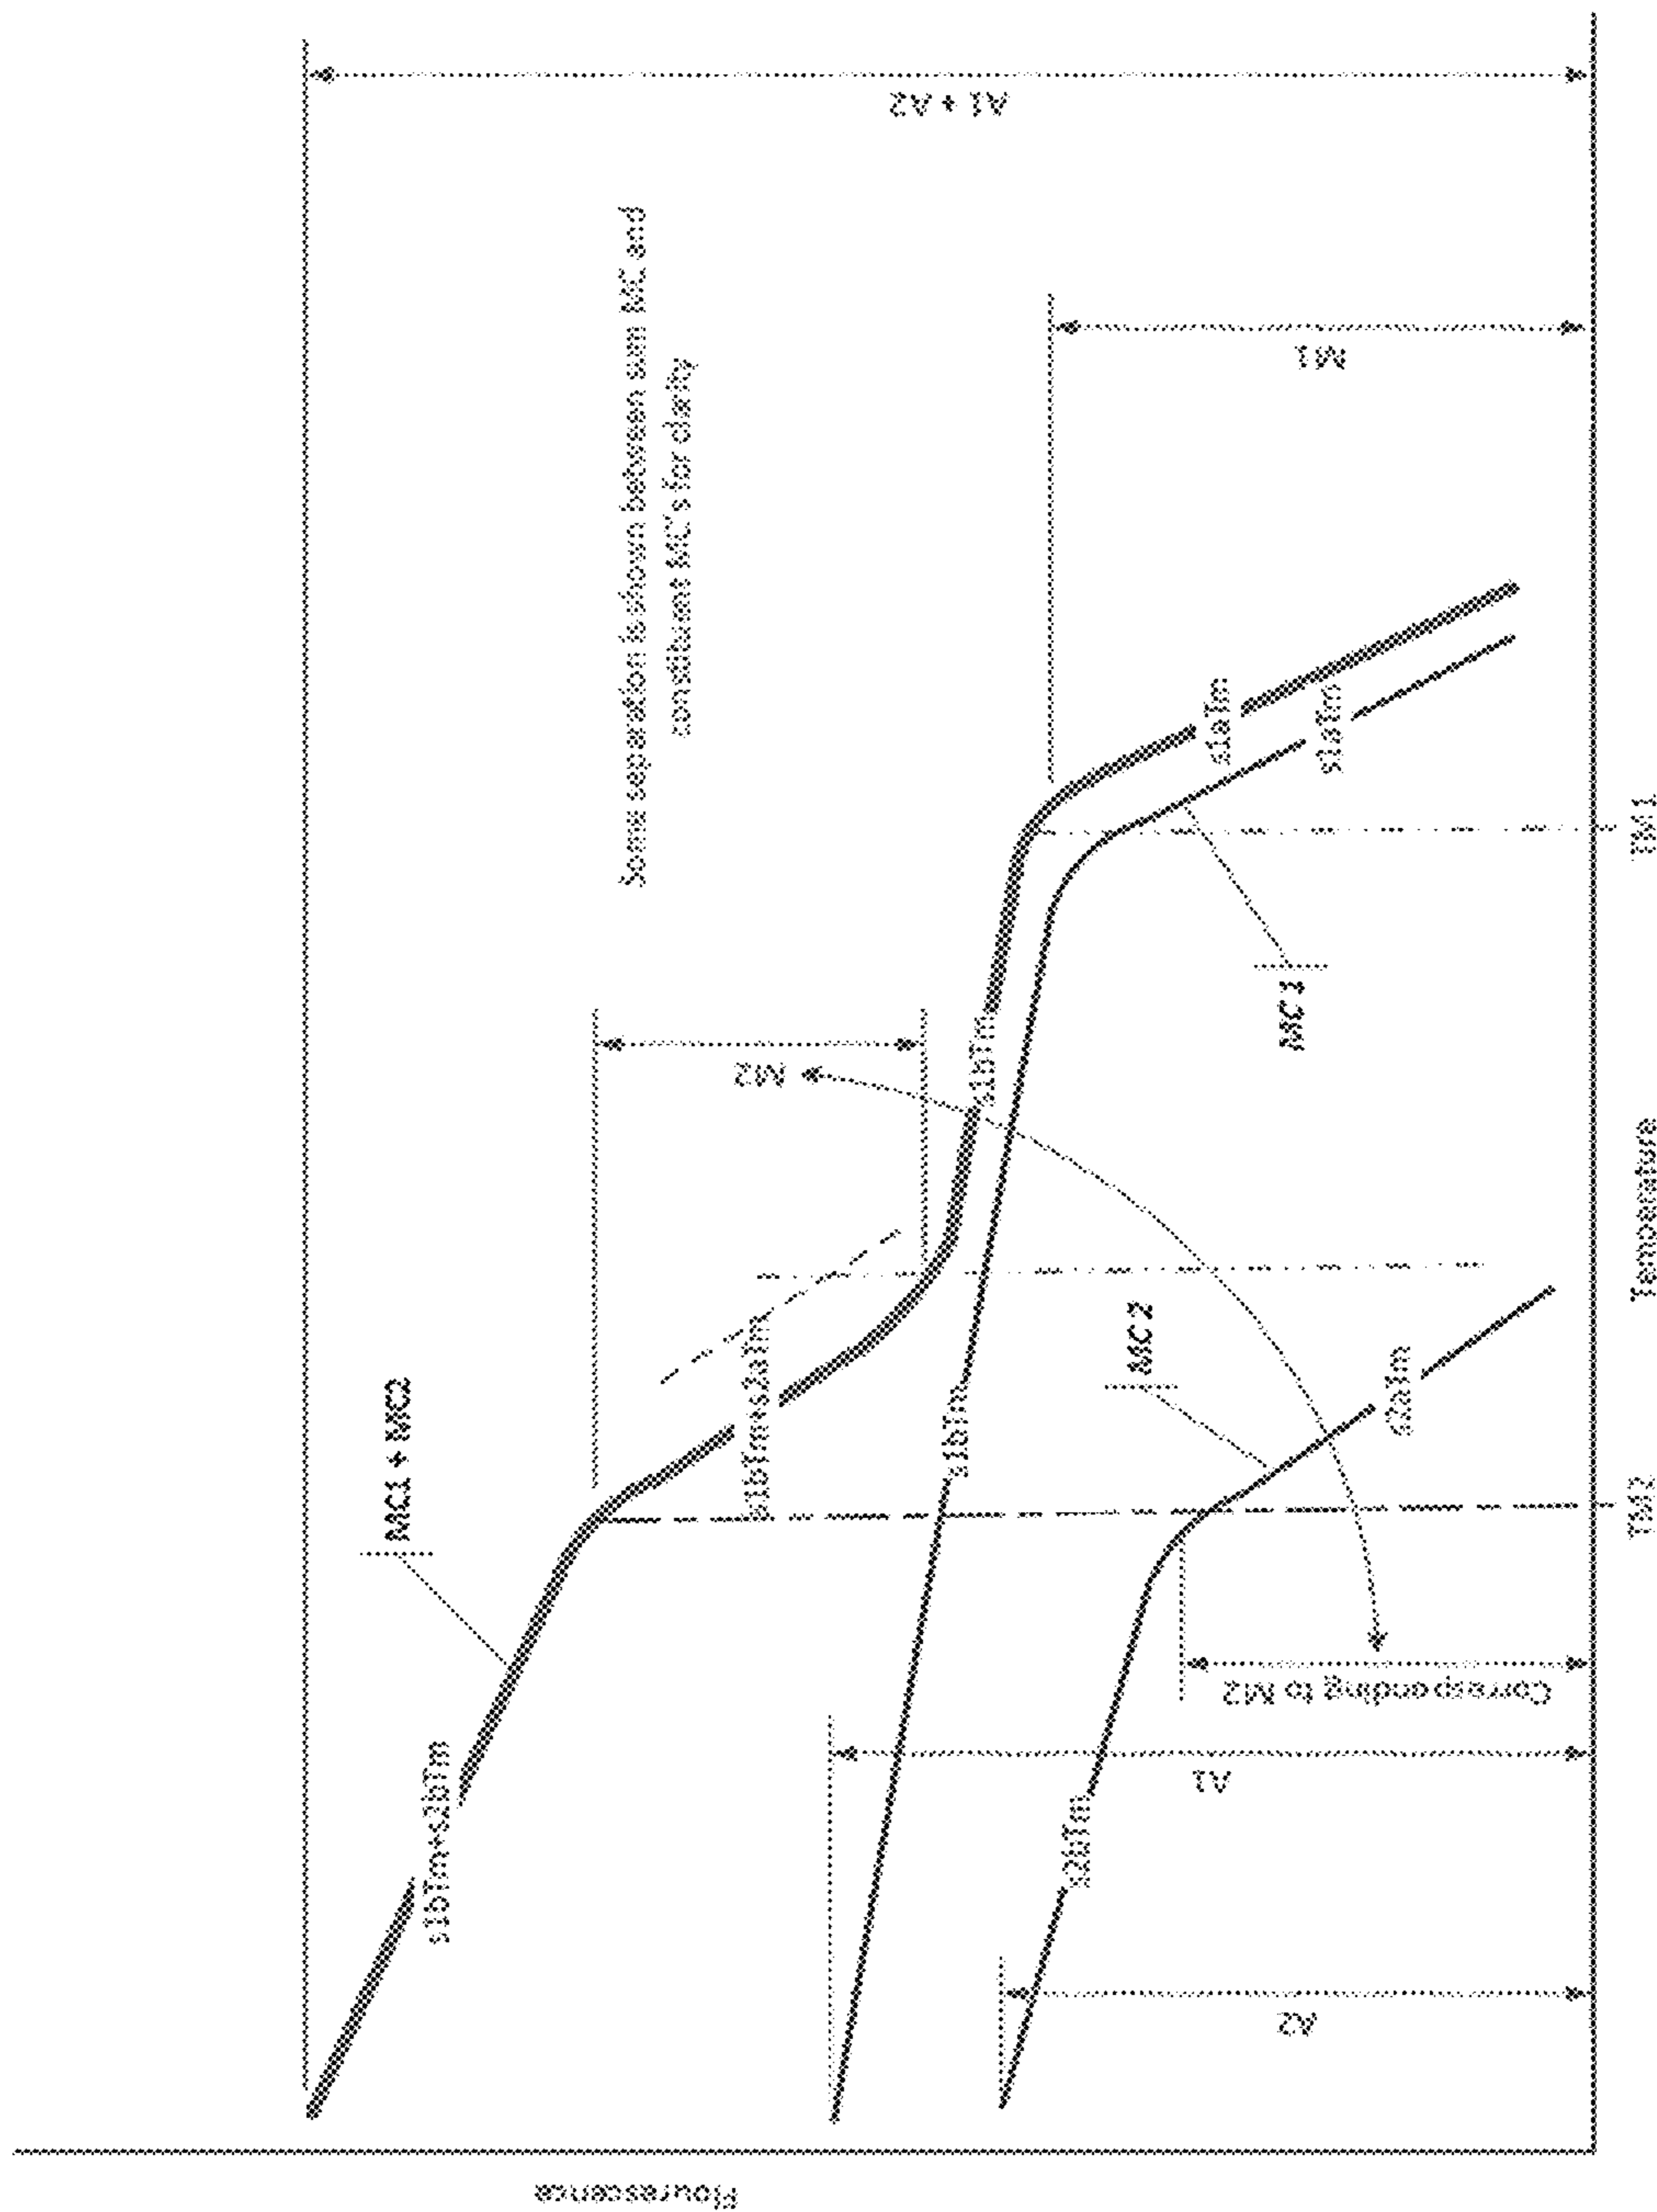 Flourescence
A1 + A2
Some separation is shown between sum MC and
constituent MC's for clarity
MC1 + MC2
s1bTm+s2bTm
M2
s1bTm+s2aTm
s1bTm
M1
s1aTm
s1aTm
s1bTm
MC 1
MC 2
s2bTm
s2aTm
A1
A2
Corresponding to M2
TM2
Temperature
TM1